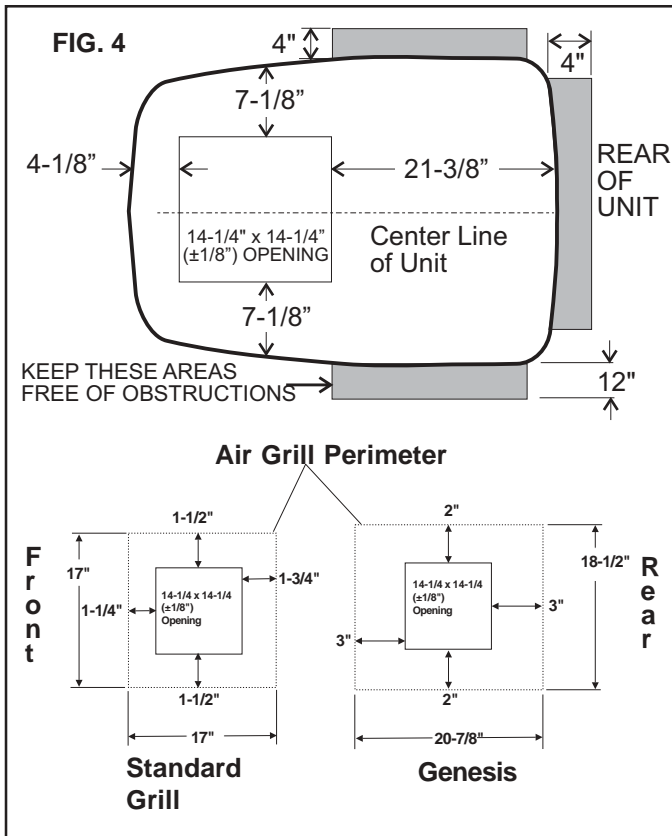 FIG. 4
4"
4"
7-1/8”
4-1/8”
21-3/8”
REAR
OF
UNIT
14-1/4" x 14-1/4”
(±1/8”) OPENING
Center Line
of Unit
7-1/8”
KEEP THESE AREAS
FREE OF OBSTRUCTIONS
12"
Air Grill Perimeter
Front
1-1/2"
17"
1-3/4"
14-1/4 x 14-1/4
(±1/8")
Opening
1-1/4"
1-1/2"
17"
Standard
Grill
2"
18-1/2"
14-1/4 x 14-1/4
(±1/8")
Opening
3"
3"
2"
20-7/8"
Genesis
Rear